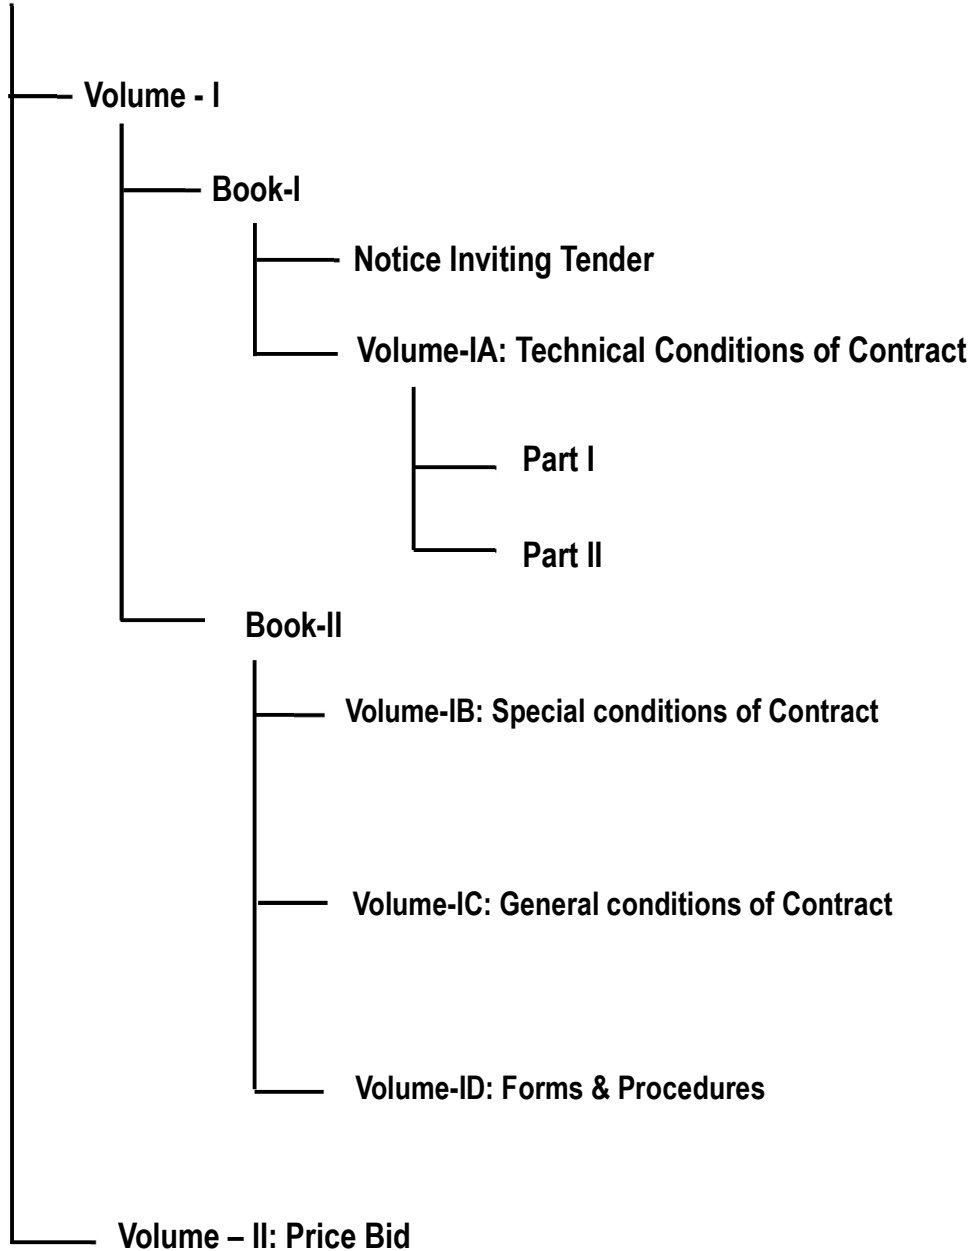 Volume - I
Book-I
Notice Inviting Tender
Volume-IA: Technical Conditions of Contract
Part I
Part II
Book-II
Volume-IB: Special conditions of Contract
Volume-IC: General conditions of Contract
Volume-ID: Forms & Procedures
Volume – II: Price Bid